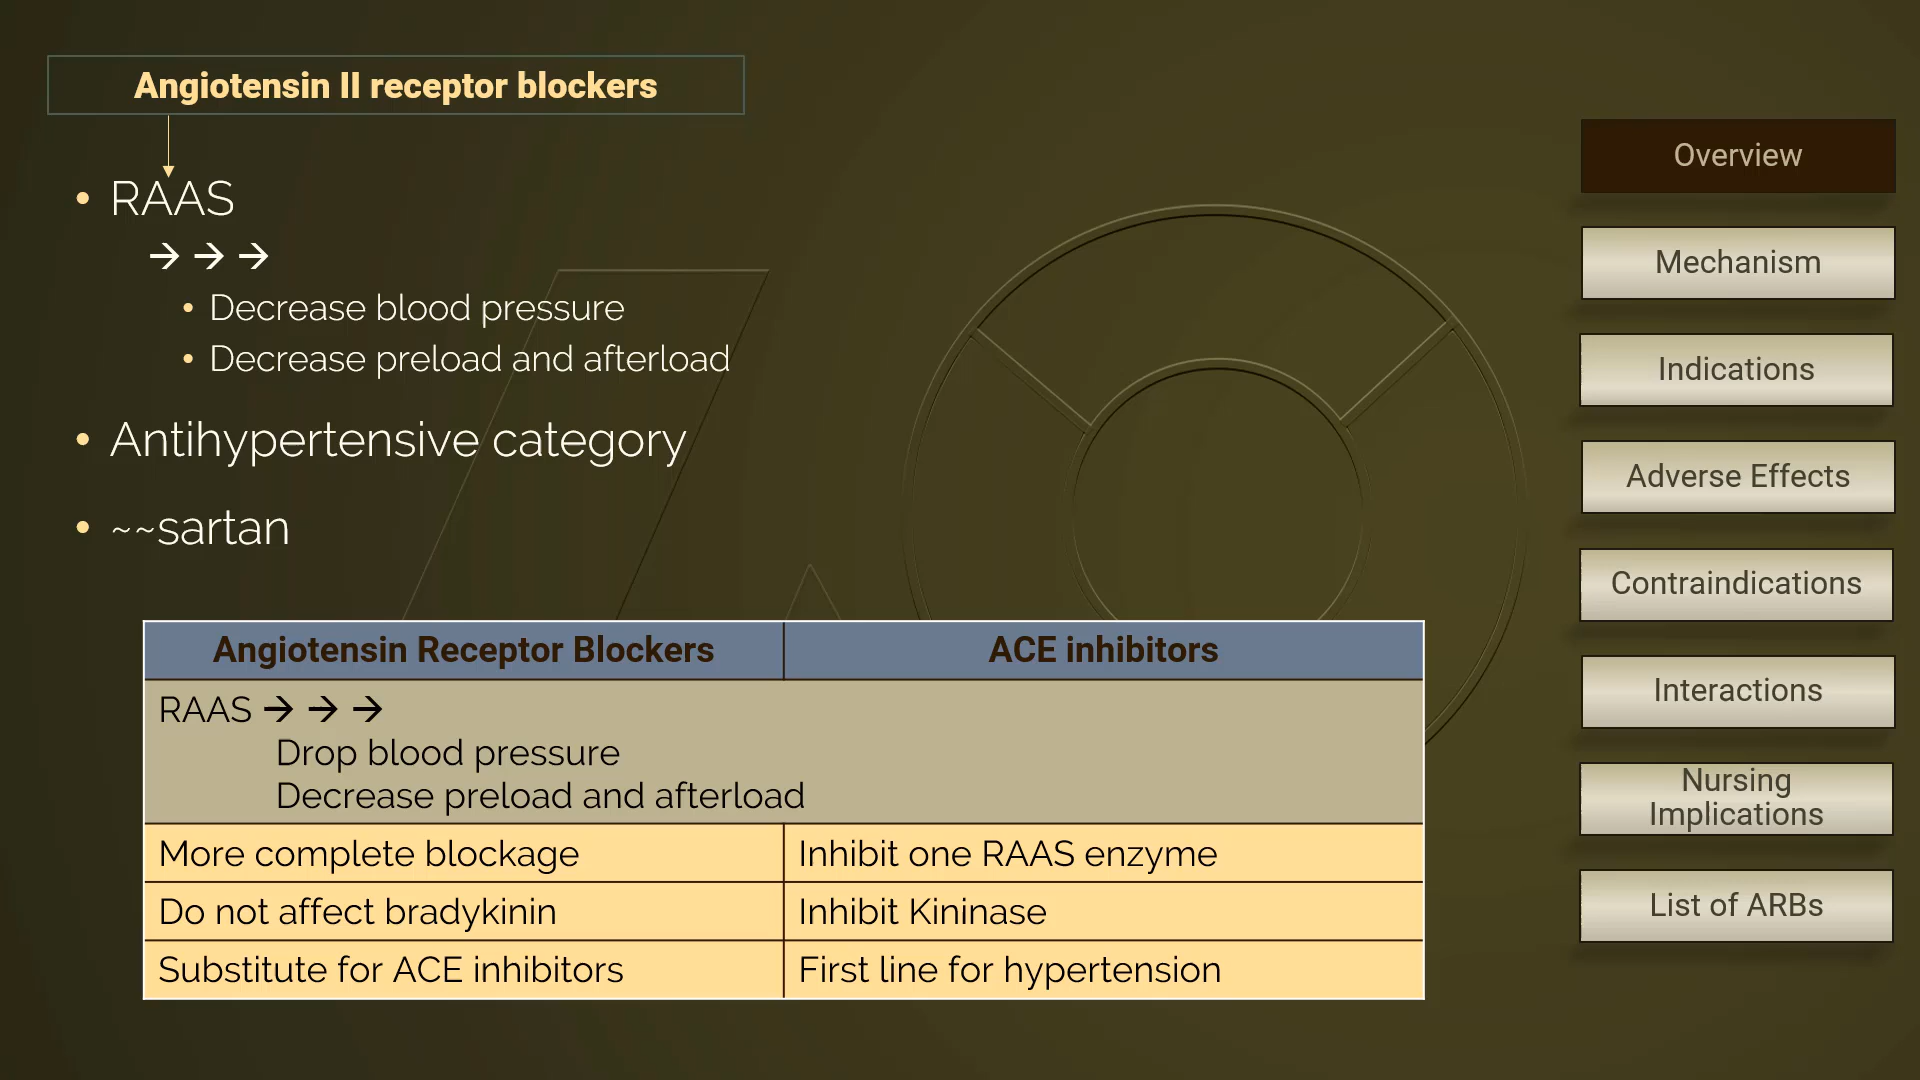 Angiotensin II receptor blockers
• RAAS
→ → →
• Decrease blood pressure
• Decrease preload and afterload
• Antihypertensive category
• ~~sartan
Angiotensin Receptor Blockers
ACE inhibitors
RAAS → → →
Drop blood pressure
Decrease preload and afterload
More complete blockage
Inhibit one RAAS enzyme
Do not affect bradykinin
Inhibit Kininase
Substitute for ACE inhibitors
First line for hypertension
Overview
Mechanism
Indications
Adverse Effects
Contraindications
Interactions
Nursing
Implications
List of ARBs